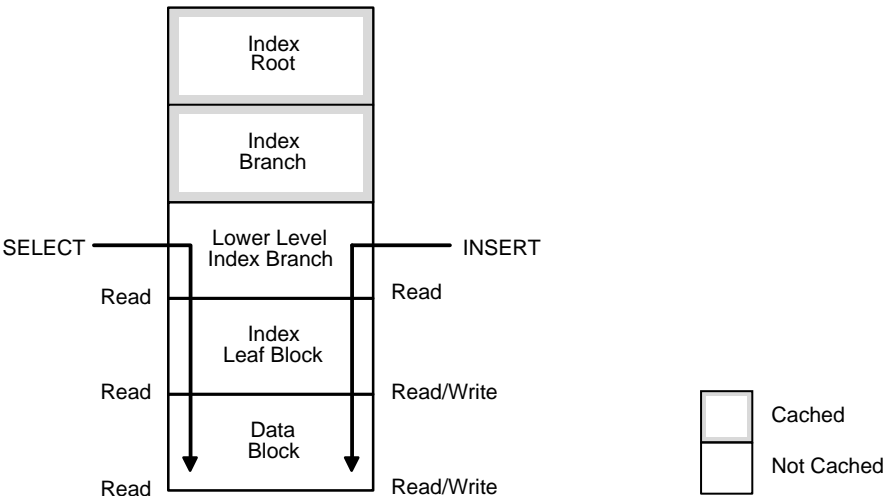 Index
Root
Index
Branch
SELECT
Lower Level
Index Branch
INSERT
Read
Read
Index
Leaf Block
Read
Read/Write
Data
Block
Read
Read/Write
Cached
Not Cached